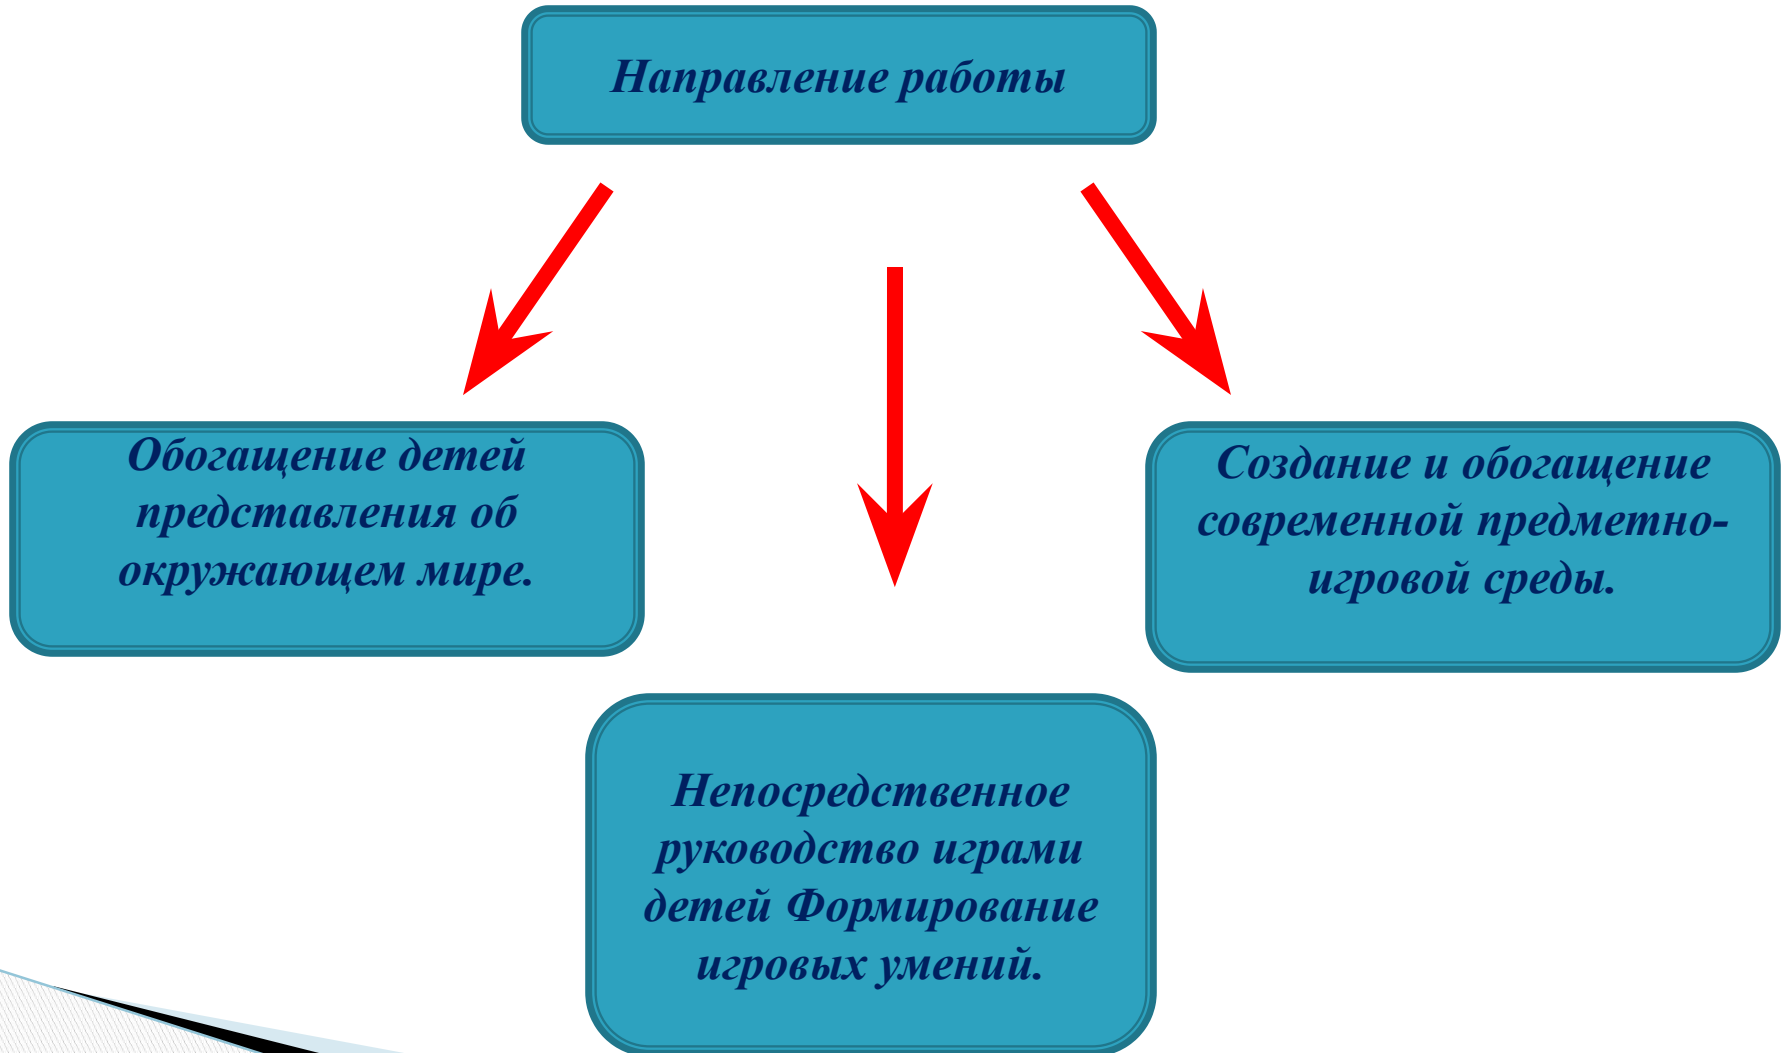 Направление работы
Обогащение детей
представления об
окружающем мире.
Создание и обогащение
современной предметно-
игровой среды.
Непосредственное
руководство играми
детей Формирование
игровых умений.